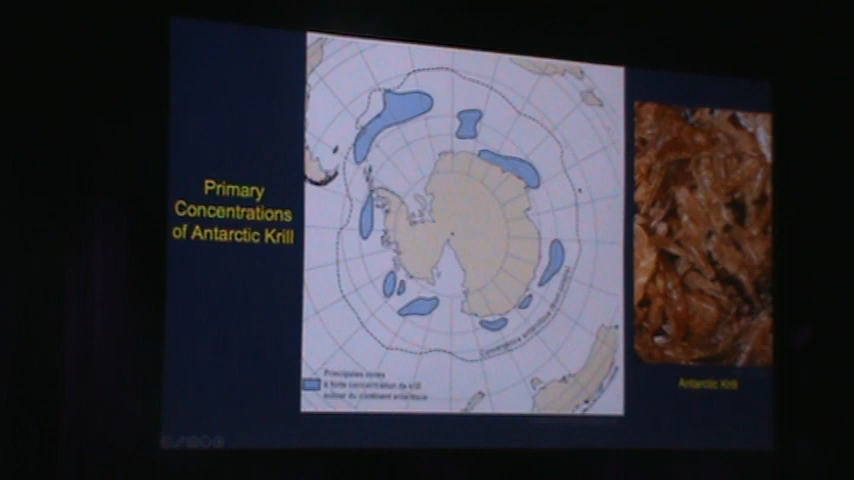 Primary
Concentrations
of Antarctic Krill
Principales zones
à forte concentration de krill
autour du continent antarctique
Antarctic Krill